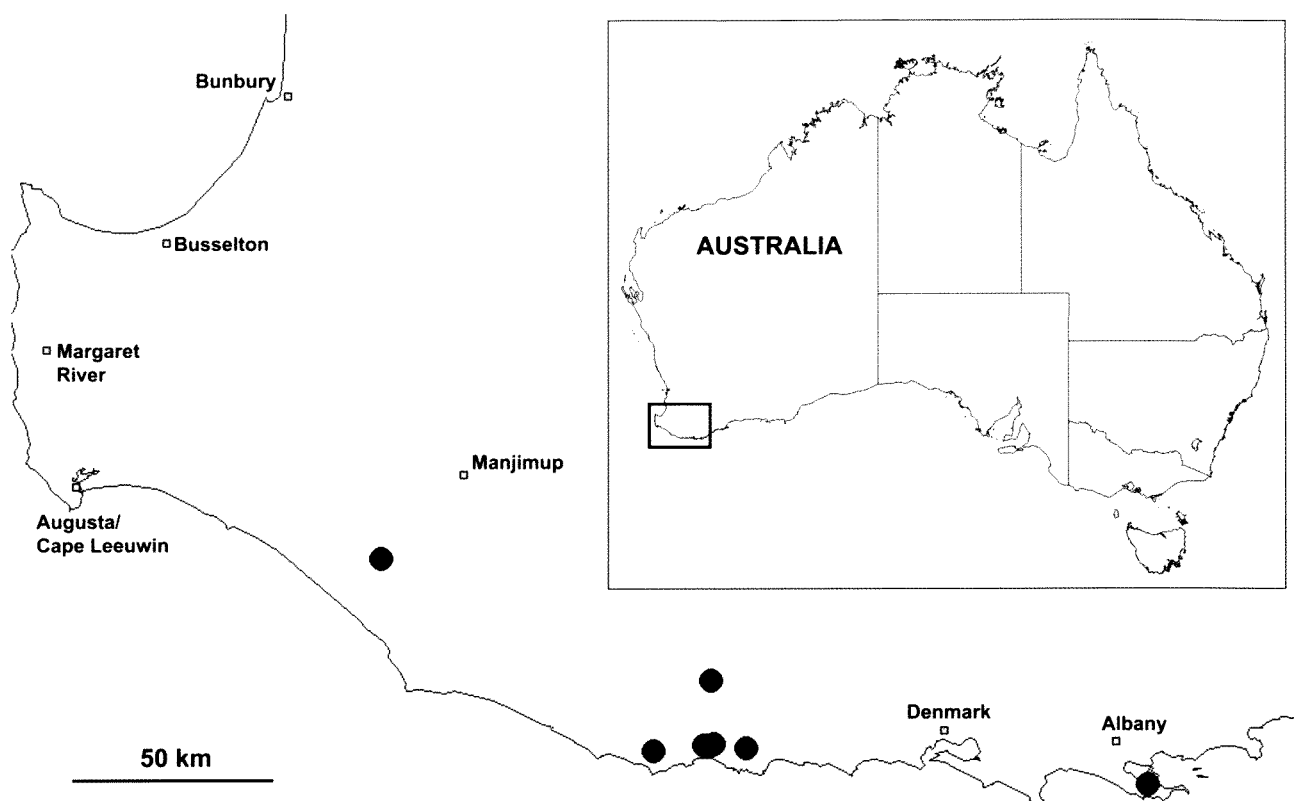 Bunbury
AUSTRALIA
Busselton
Margaret
River
Manjimup
Augusta/
Cape Leeuwin
Denmark
Albany
50 km